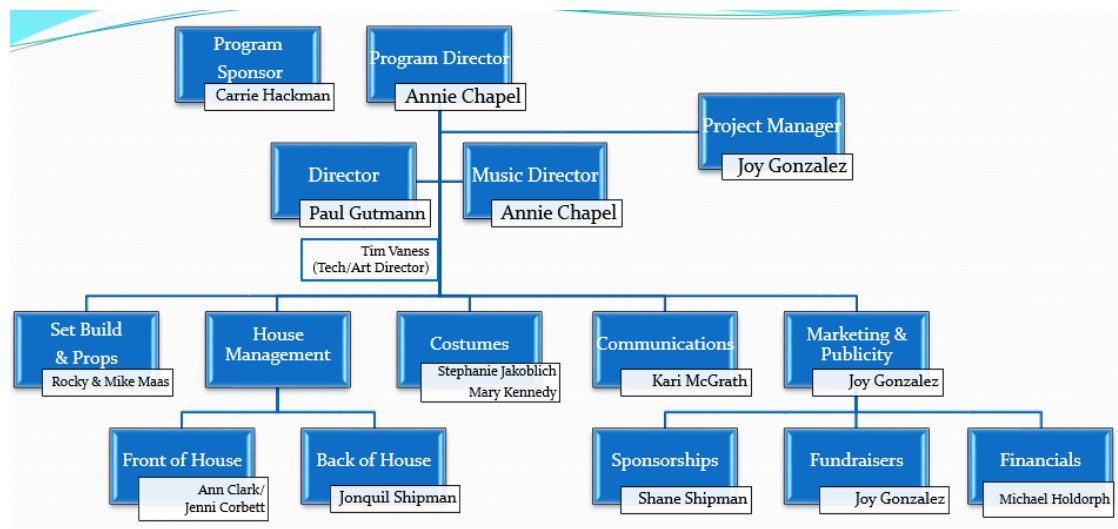 Program
Sponsor
Carrie Hackman
Program Director
Annie Chapel
Project Manager
Joy Gonzalez
Director
Paul Gutmann
Music Director
Annie Chapel
Tim Vaness
(Tech/Art Director)
Set Build
& Props
Rocky & Mike Maas
House
Management
Costumes
Stephanie Jakoblich
Mary Kennedy
Communications
Kari McGrath
Marketing &
Publicity
Joy Gonzalez
Front of House
Ann Clark/
Jenni Corbett
Back of House
Jonquil Shipman
Sponsorships
Shane Shipman
Fundraisers
Joy Gonzalez
Financials
Michael Holdorph